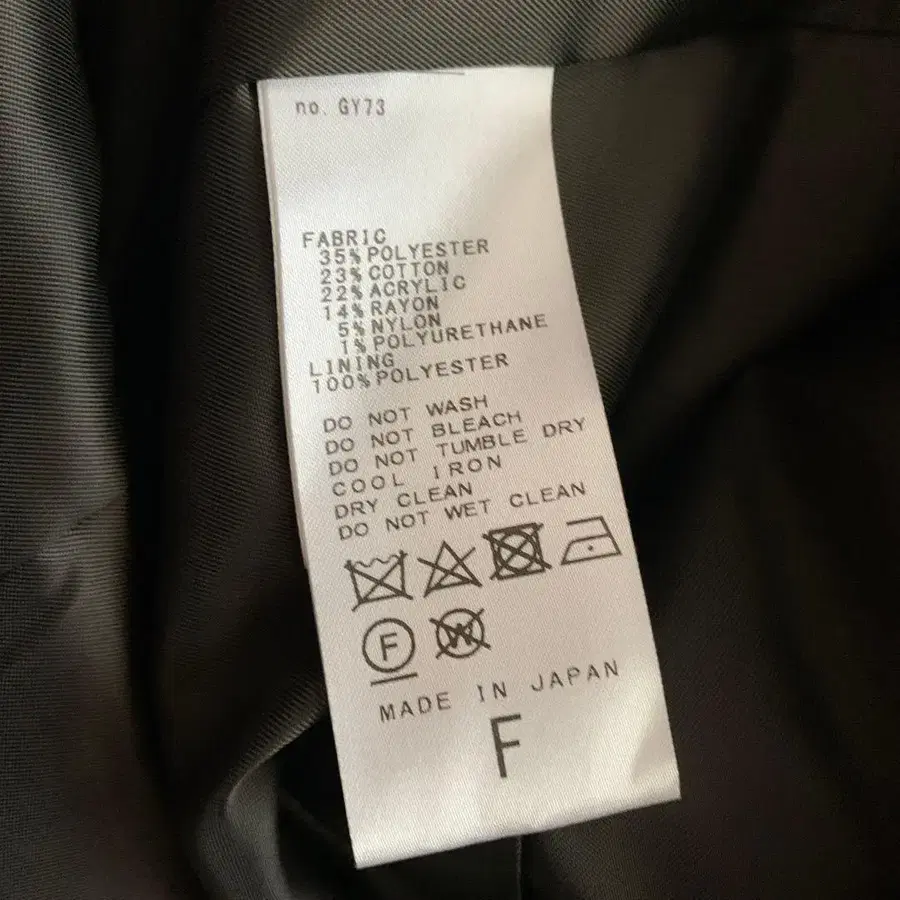 no. GY73
FABRIC
35%POLYESTER
23%COTTON
22%ACRYLIC
14%RAYON
5%NYLON
1%POLYURETHANE
LINING
100%POLYESTER
DO NOT WASH
DO NOT BLEACH
DO NOT TUMBLE DRY
COOL IRON
DRY CLEAN
DO NOT WET CLEAN
F W
MADE IN JAPAN
F